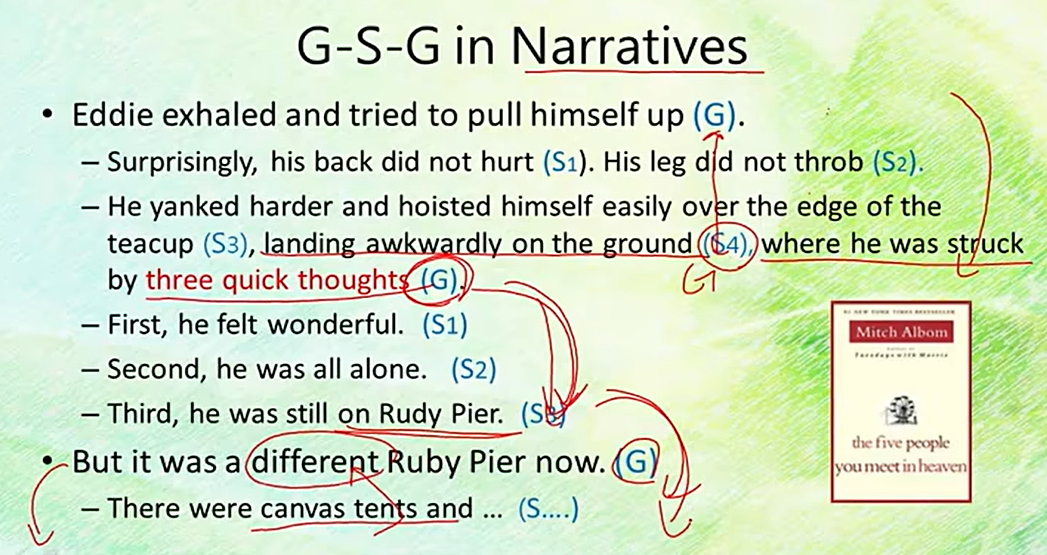 G-S-G in Narratives
• Eddie exhaled and tried to pull himself up (G).
– Surprisingly, his back did not hurt (S1). His leg did not throb (S2).
– He yanked harder and hoisted himself easily over the edge of the
teacup (S3), landing awkwardly on the ground (S4), where he was struck
by three quick thoughts (G).
G
– First, he felt wonderful. (S1)
– Second, he was all alone. (S2)
– Third, he was still on Rudy Pier. (S3)
• But it was a different Ruby Pier now. (G)
– There were canvas tents and ... (S....)
#1 NEW YORK TIMES BESTSELLER
Mitch Albom
Tuesdays with Morrie
the five people
you meet in heaven